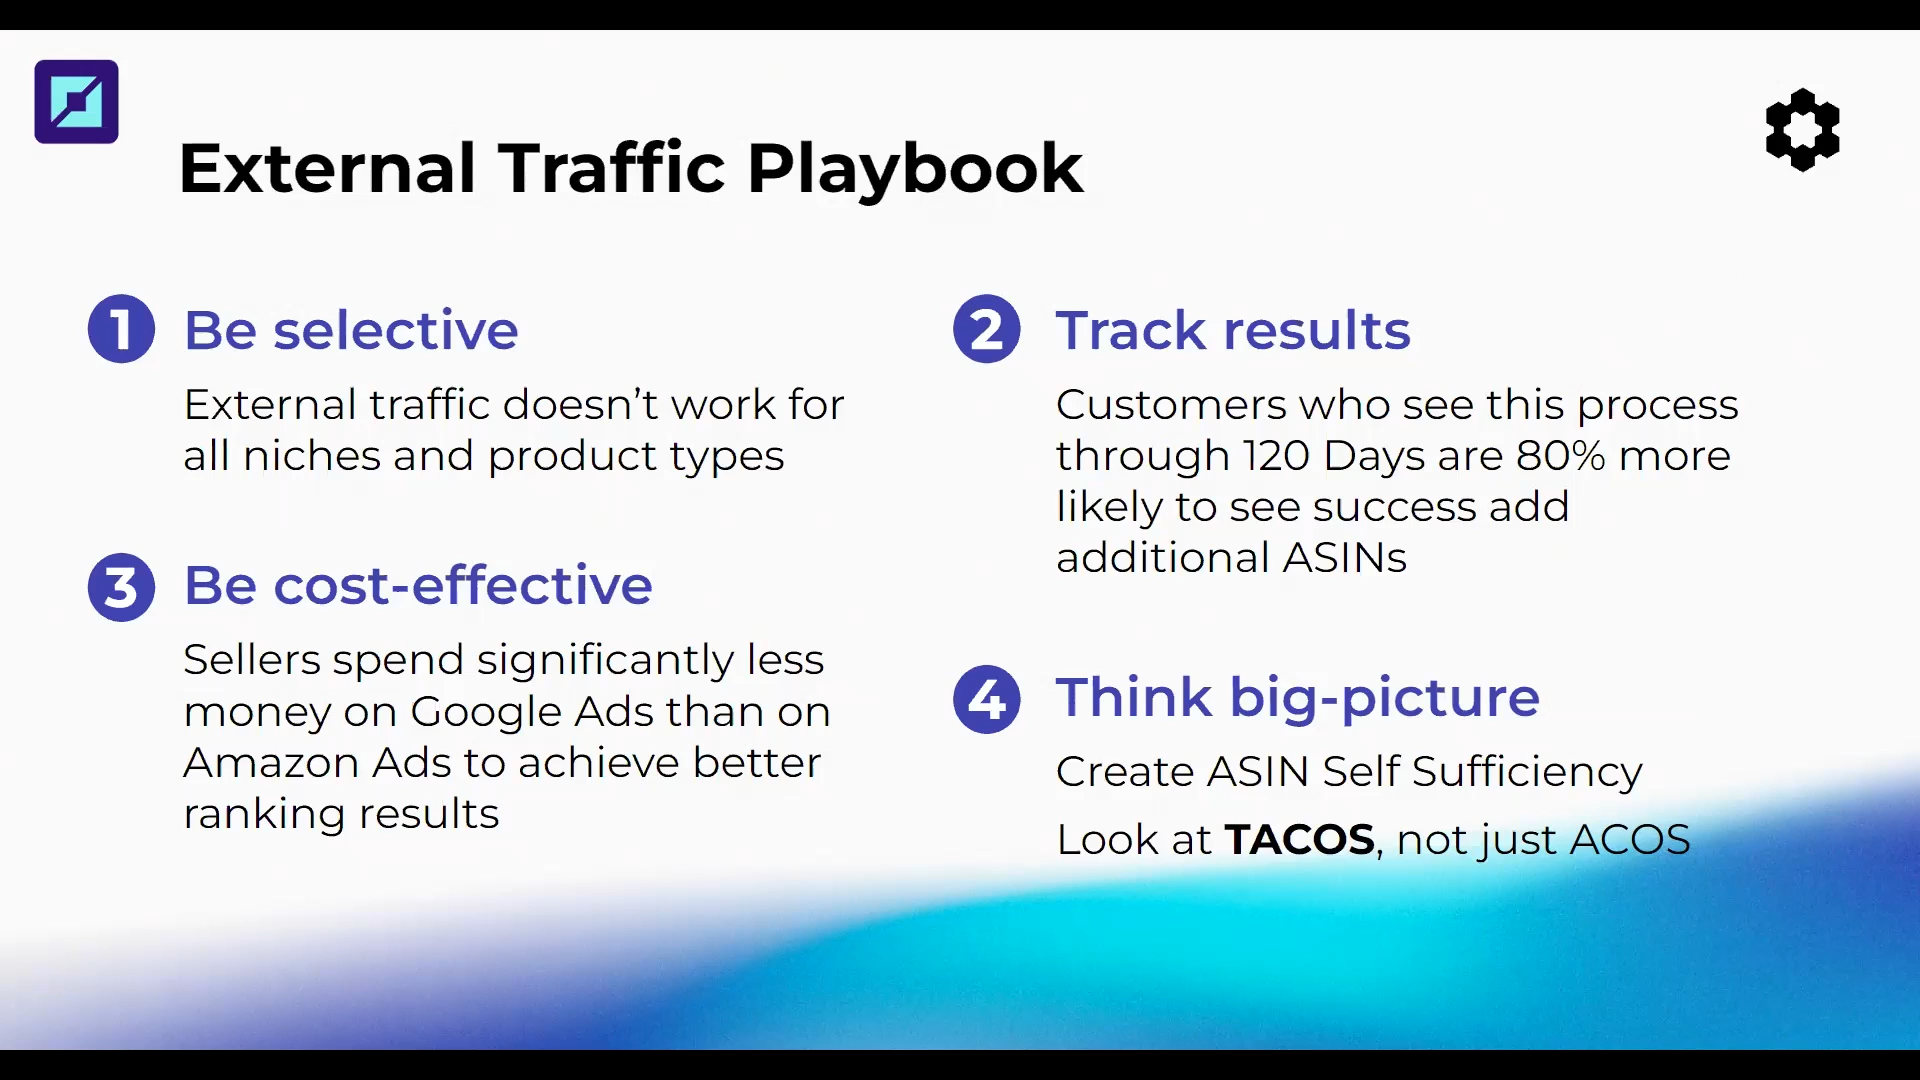 External Traffic Playbook
1 Be selective
External traffic doesn’t work for
all niches and product types
2 Track results
Customers who see this process
through 120 Days are 80% more
likely to see success add
additional ASINs
3 Be cost-effective
Sellers spend significantly less
money on Google Ads than on
Amazon Ads to achieve better
ranking results
4 Think big-picture
Create ASIN Self Sufficiency
Look at TACOS, not just ACOS